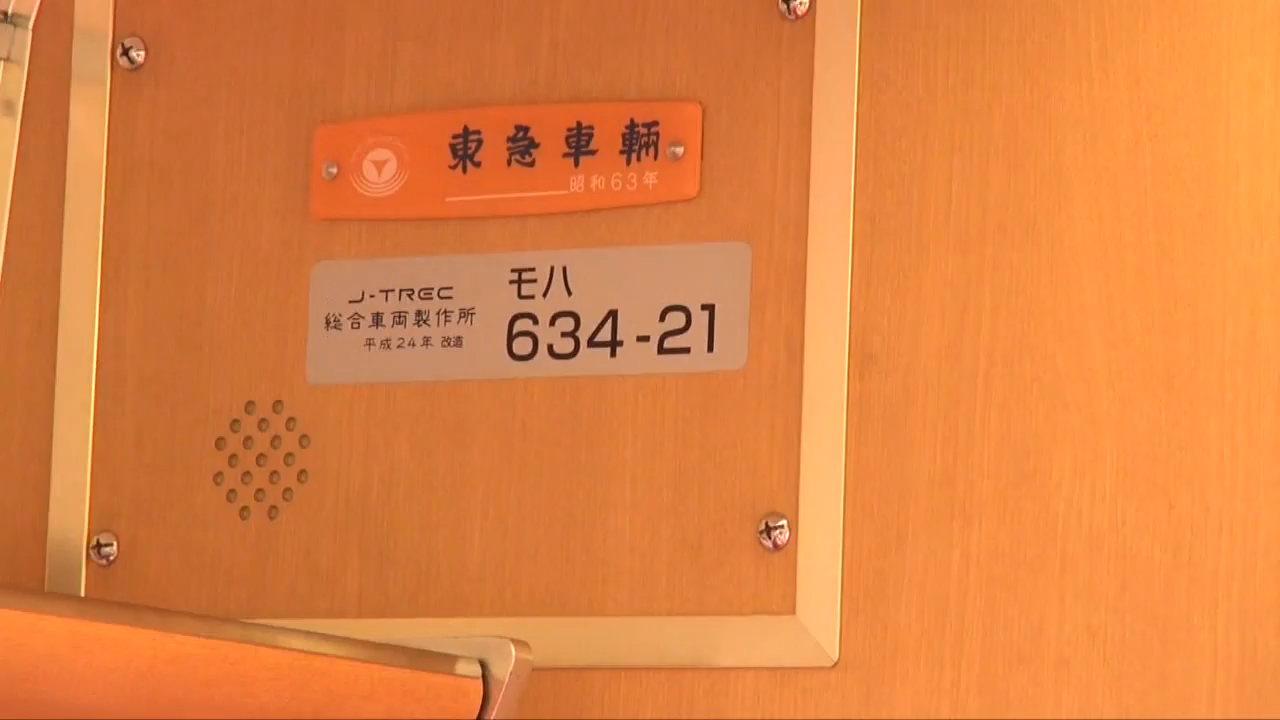 東急車輛
昭和63年
J-TREC
総合車両製作所
平成24年 改造
モハ
634-21